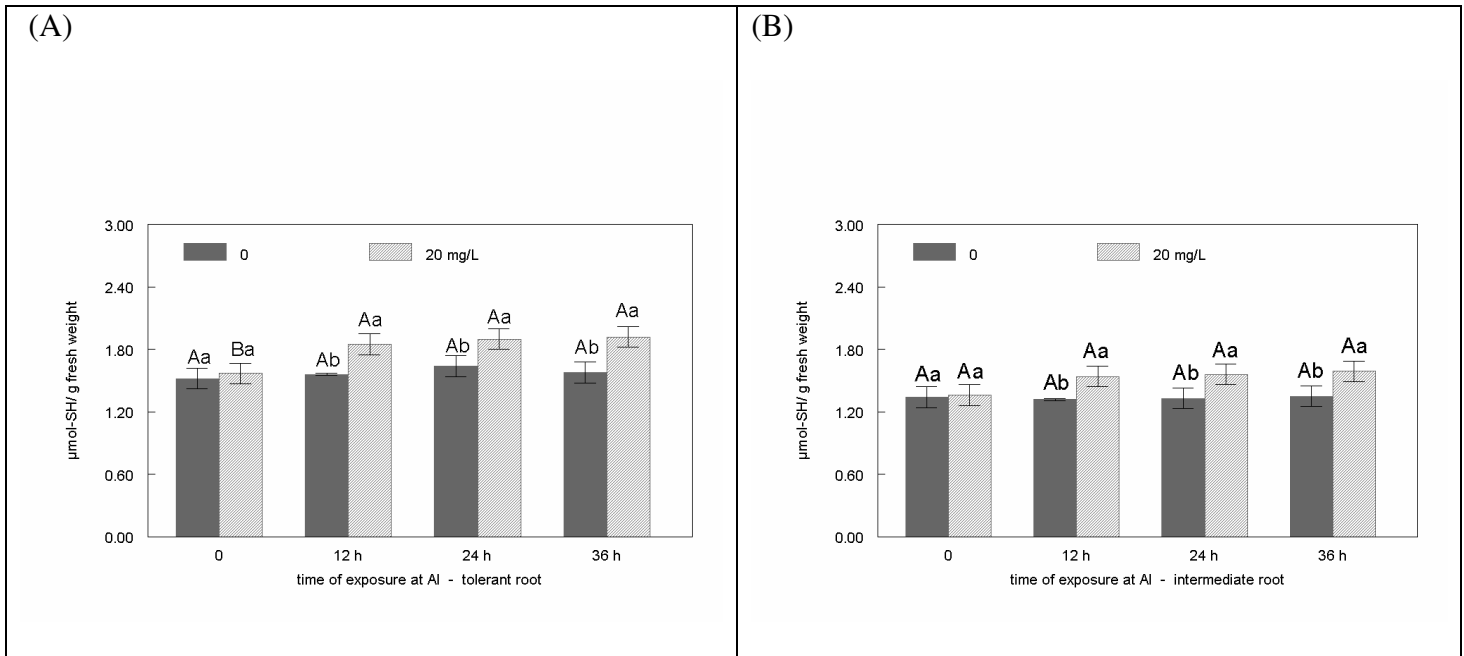 (A)
3.00
0
20 mg/L
2.40
Aa
Ba
Ab
Aa
Ab
Aa
Ab
Aa
1.80
1.20
0.60
0.00
µmol-SH/ g fresh weight
0
12 h
24 h
36 h
time of exposure at Al - tolerant root
(B)
3.00
0
20 mg/L
2.40
Aa
Aa
Ab
Aa
Ab
Aa
Ab
Aa
1.80
1.20
0.60
0.00
µmol-SH/ g fresh weight
0
12 h
24 h
36 h
time of exposure at Al - intermediate root